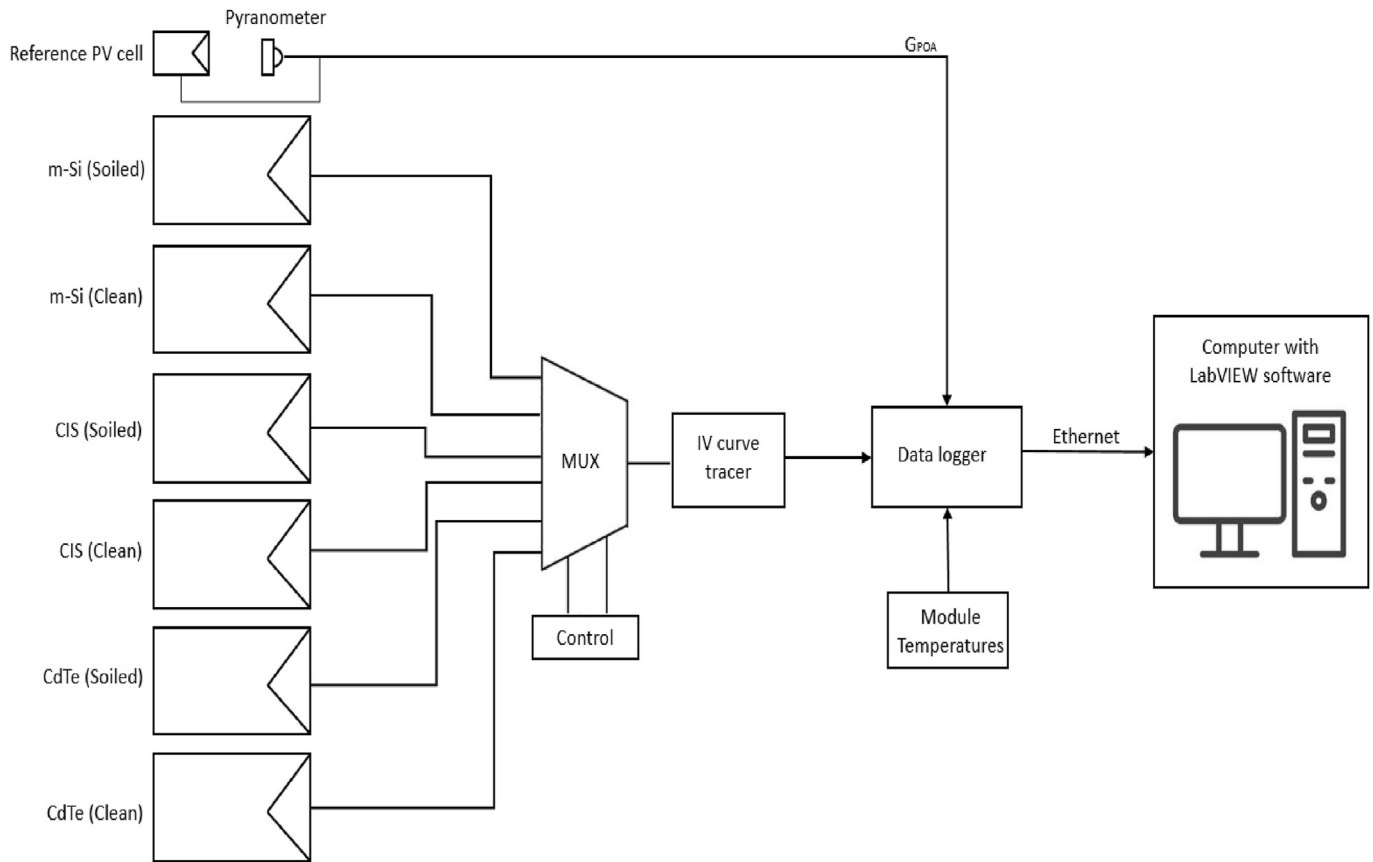 Pyranometer
Reference PV cell
GPOA
m-Si (Soiled)
m-Si (Clean)
CIS (Soiled)
CIS (Clean)
CdTe (Soiled)
CdTe (Clean)
MUX
Control
IV curve
tracer
Data logger
Module
Temperatures
Ethernet
Computer with
LabVIEW software